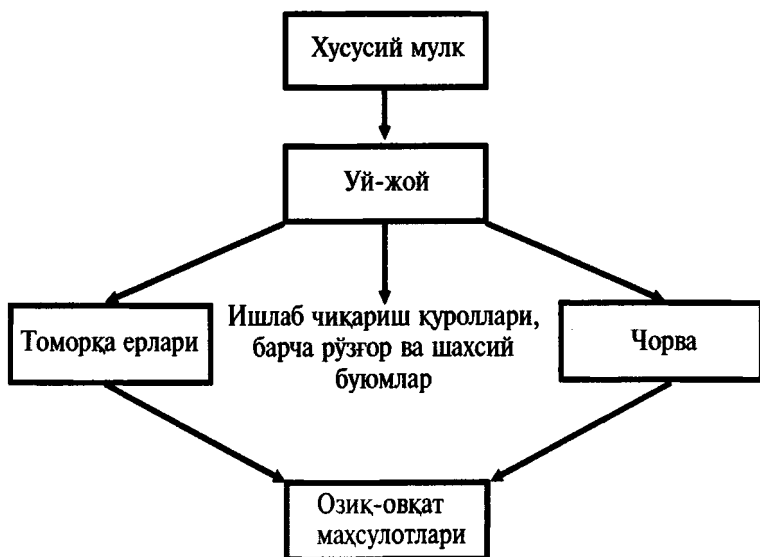 Хусусий мулк
Уй-жой
Томорқа ерлари
Ишлаб чиқариш қуроллари,
барча рўзғор ва шахсий
буюмлар
Чорва
Озиқ-овқат
маҳсулотлари